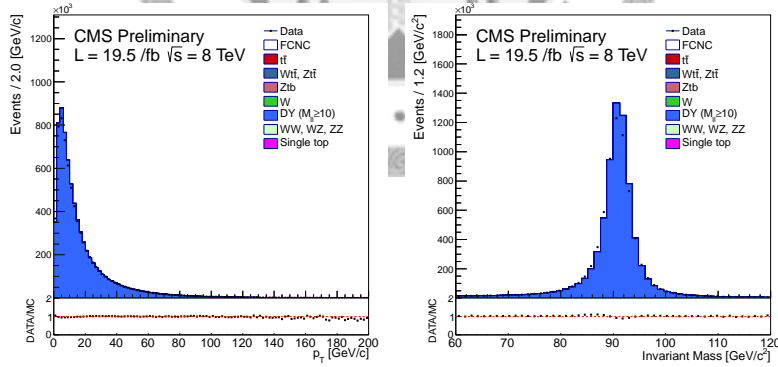 ×10³
CMS Preliminary
L = 19.5 /fb √s = 8 TeV
Data
FCNC
tt̄
Wtt̄, Ztt̄
Ztb
W
DY (M_ll≥10)
WW, WZ, ZZ
Single top
Events / 2.0 [GeV/c]
1200
1000
800
600
400
200
0
DATA/MC
2
1
0
0 20 40 60 80 100 120 140 160 180 200
p_T [GeV/c]
×10³
CMS Preliminary
L = 19.5 /fb √s = 8 TeV
Data
FCNC
tt̄
Wtt̄, Ztt̄
Ztb
W
DY (M_ll≥10)
WW, WZ, ZZ
Single top
Events / 1.2 [GeV/c²]
1800
1600
1400
1200
1000
800
600
400
200
DATA/MC
2
1
0
60 70 80 90 100 110 120
Invariant Mass [GeV/c²]